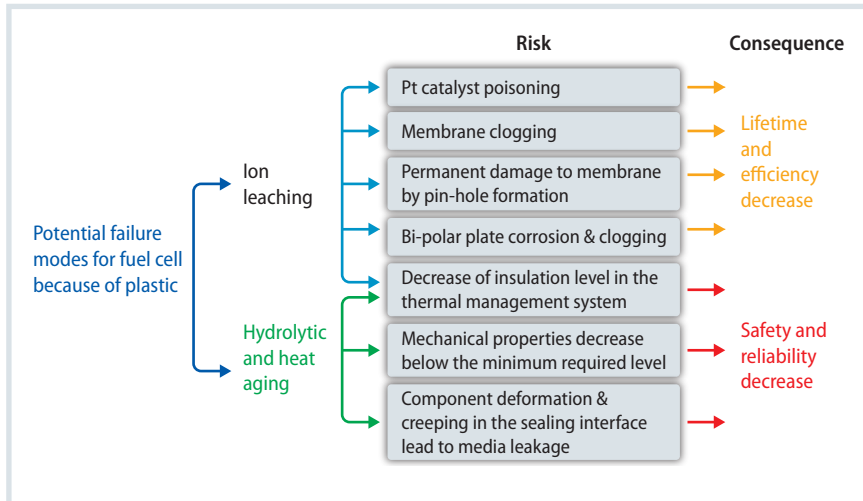 Risk
Consequence
Pt catalyst poisoning
Membrane clogging
Permanent damage to membrane
by pin-hole formation
Bi-polar plate corrosion & clogging
Decrease of insulation level in the
thermal management system
Mechanical properties decrease
below the minimum required level
Component deformation &
creeping in the sealing interface
lead to media leakage
Ion
leaching
Hydrolytic
and heat
aging
Potential failure
modes for fuel cell
because of plastic
Lifetime
and
efficiency
decrease
Safety and
reliability
decrease